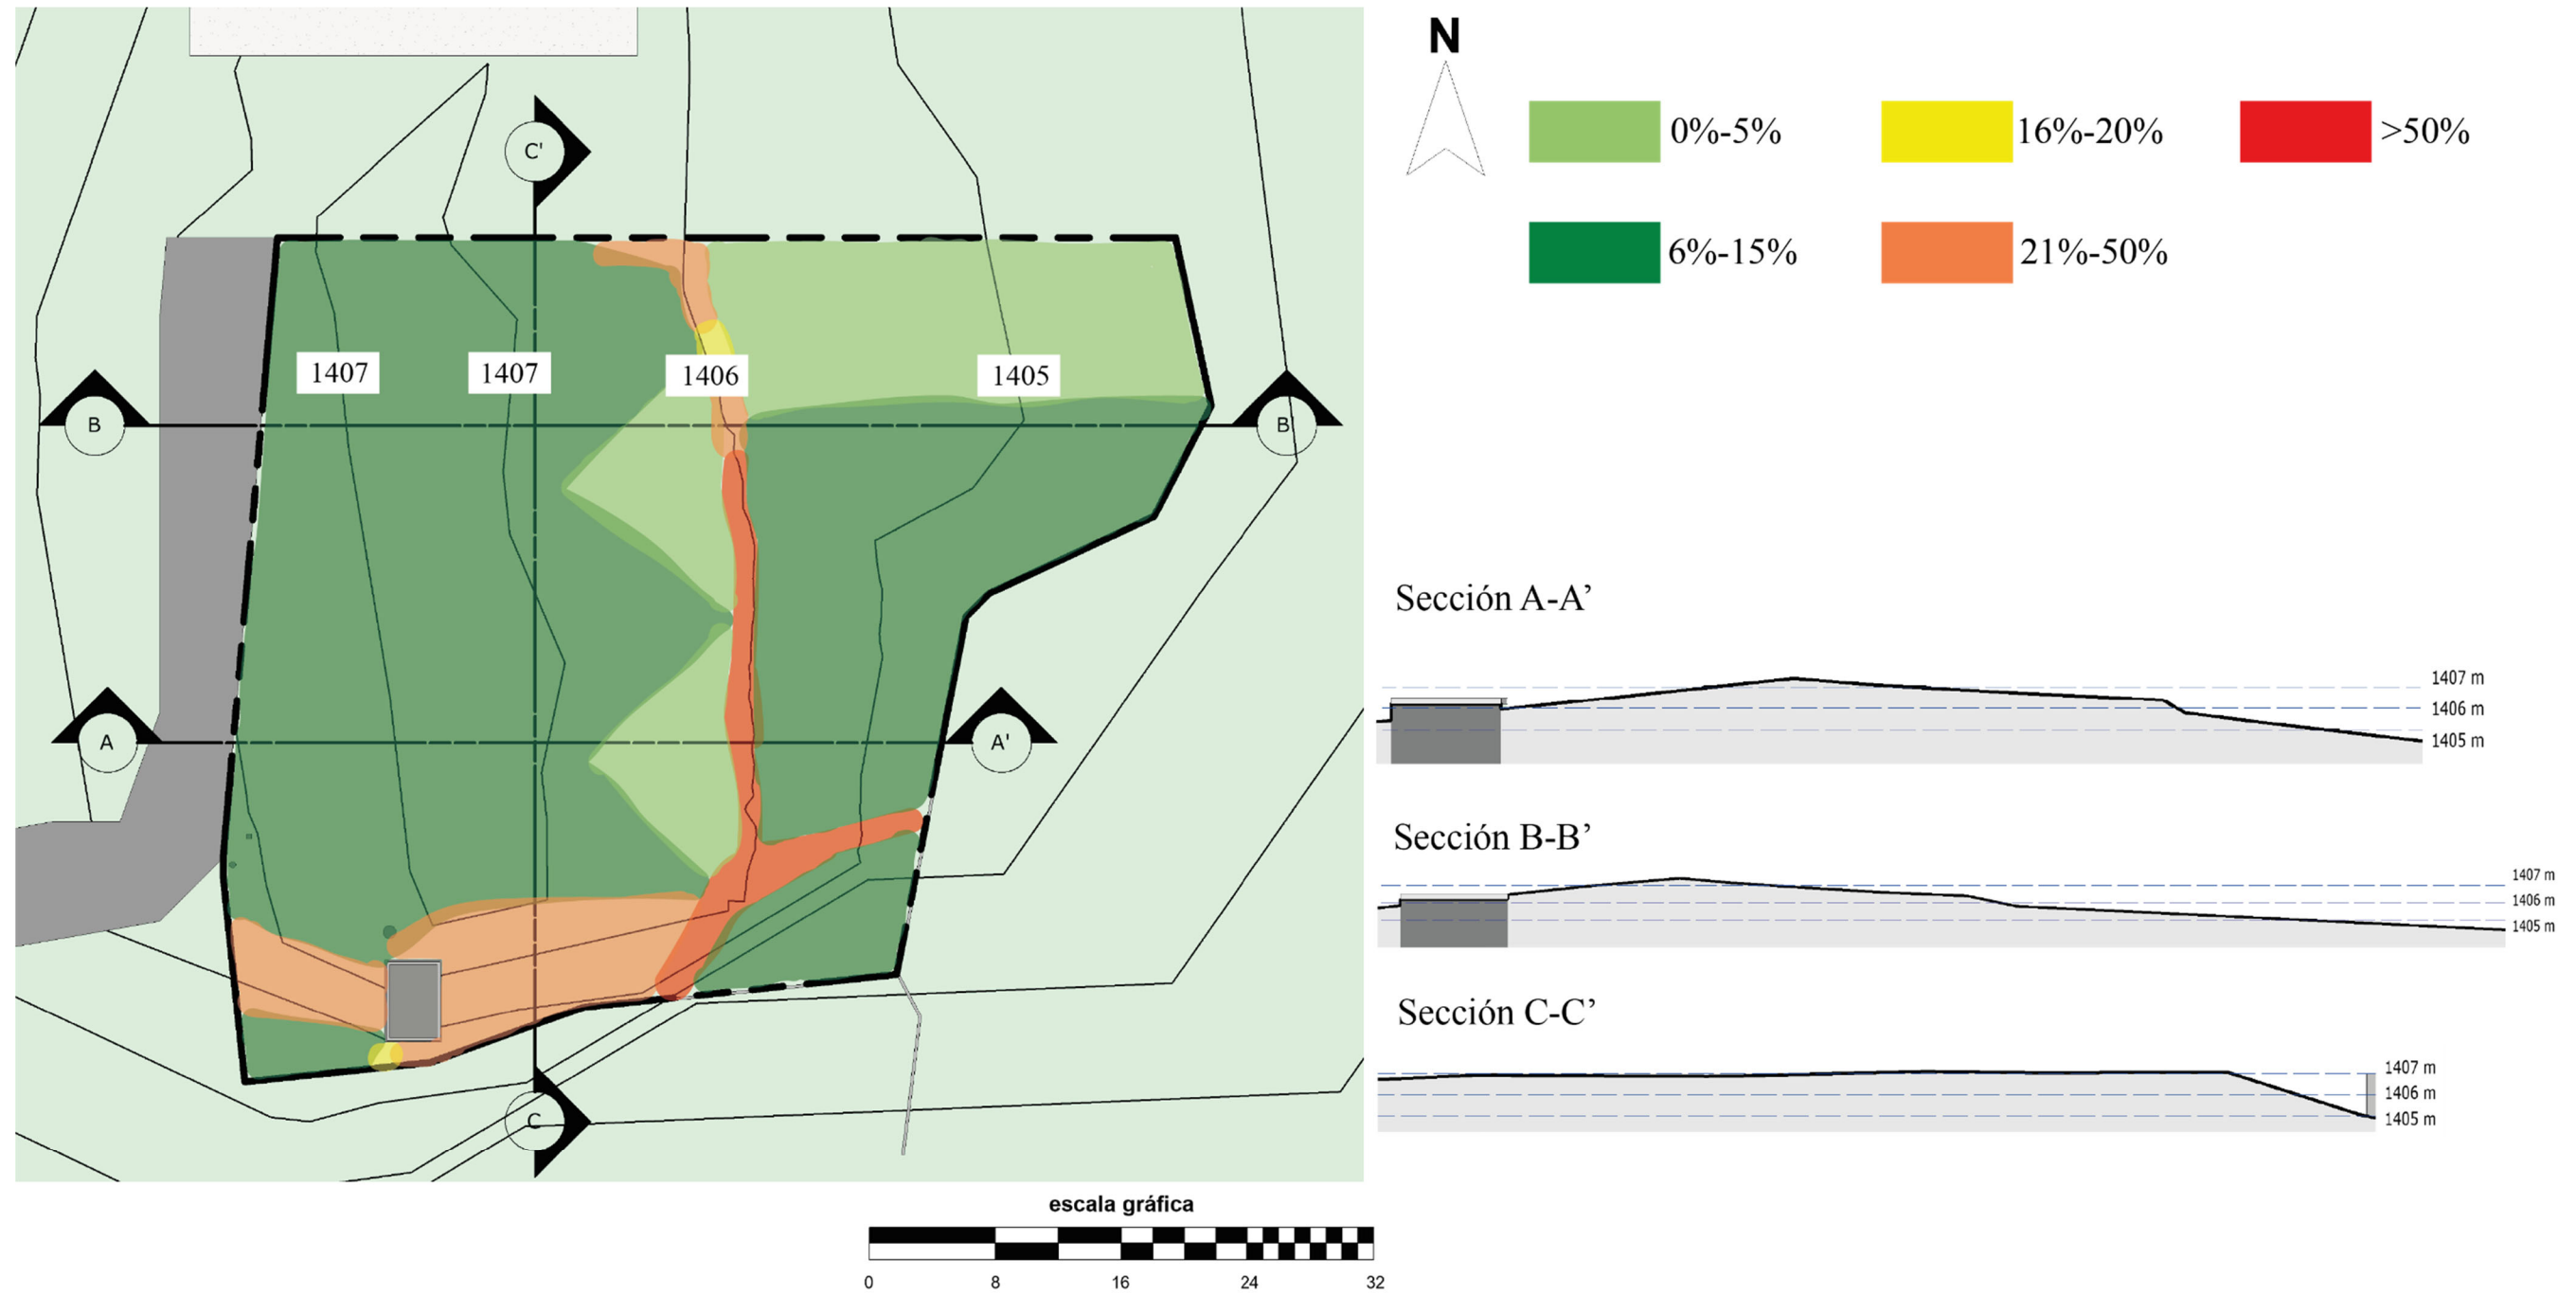 N
0%-5%
16%-20%
>50%
6%-15%
21%-50%
C'
1407
1407
1406
1405
B
B'
A
A'
C
Sección A-A’
1407 m
1406 m
1405 m
Sección B-B’
1407 m
1406 m
1405 m
Sección C-C’
1407 m
1406 m
1405 m
escala gráfica
0 8 16 24 32